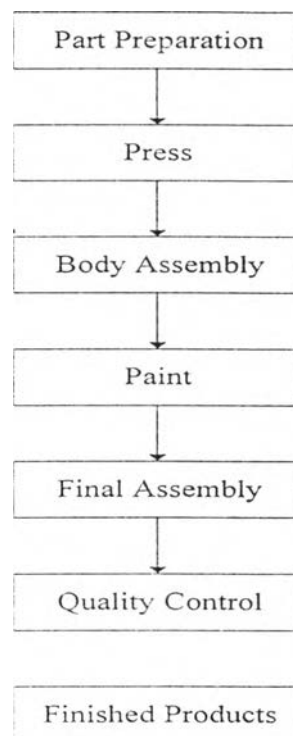 Part Preparation
Press
Body Assembly
Paint
Final Assembly
Quality Control
Finished Products